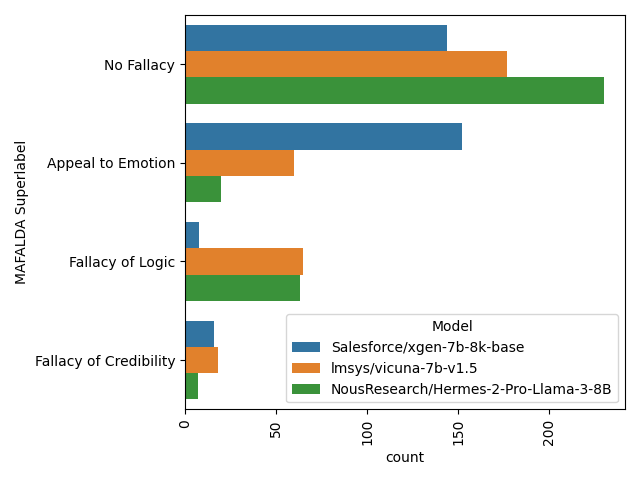 MAFALDA Superlabel
No Fallacy
Appeal to Emotion
Fallacy of Logic
Fallacy of Credibility
Model
Salesforce/xgen-7b-8k-base
lmsys/vicuna-7b-v1.5
NousResearch/Hermes-2-Pro-Llama-3-8B
0
50
100
150
200
count